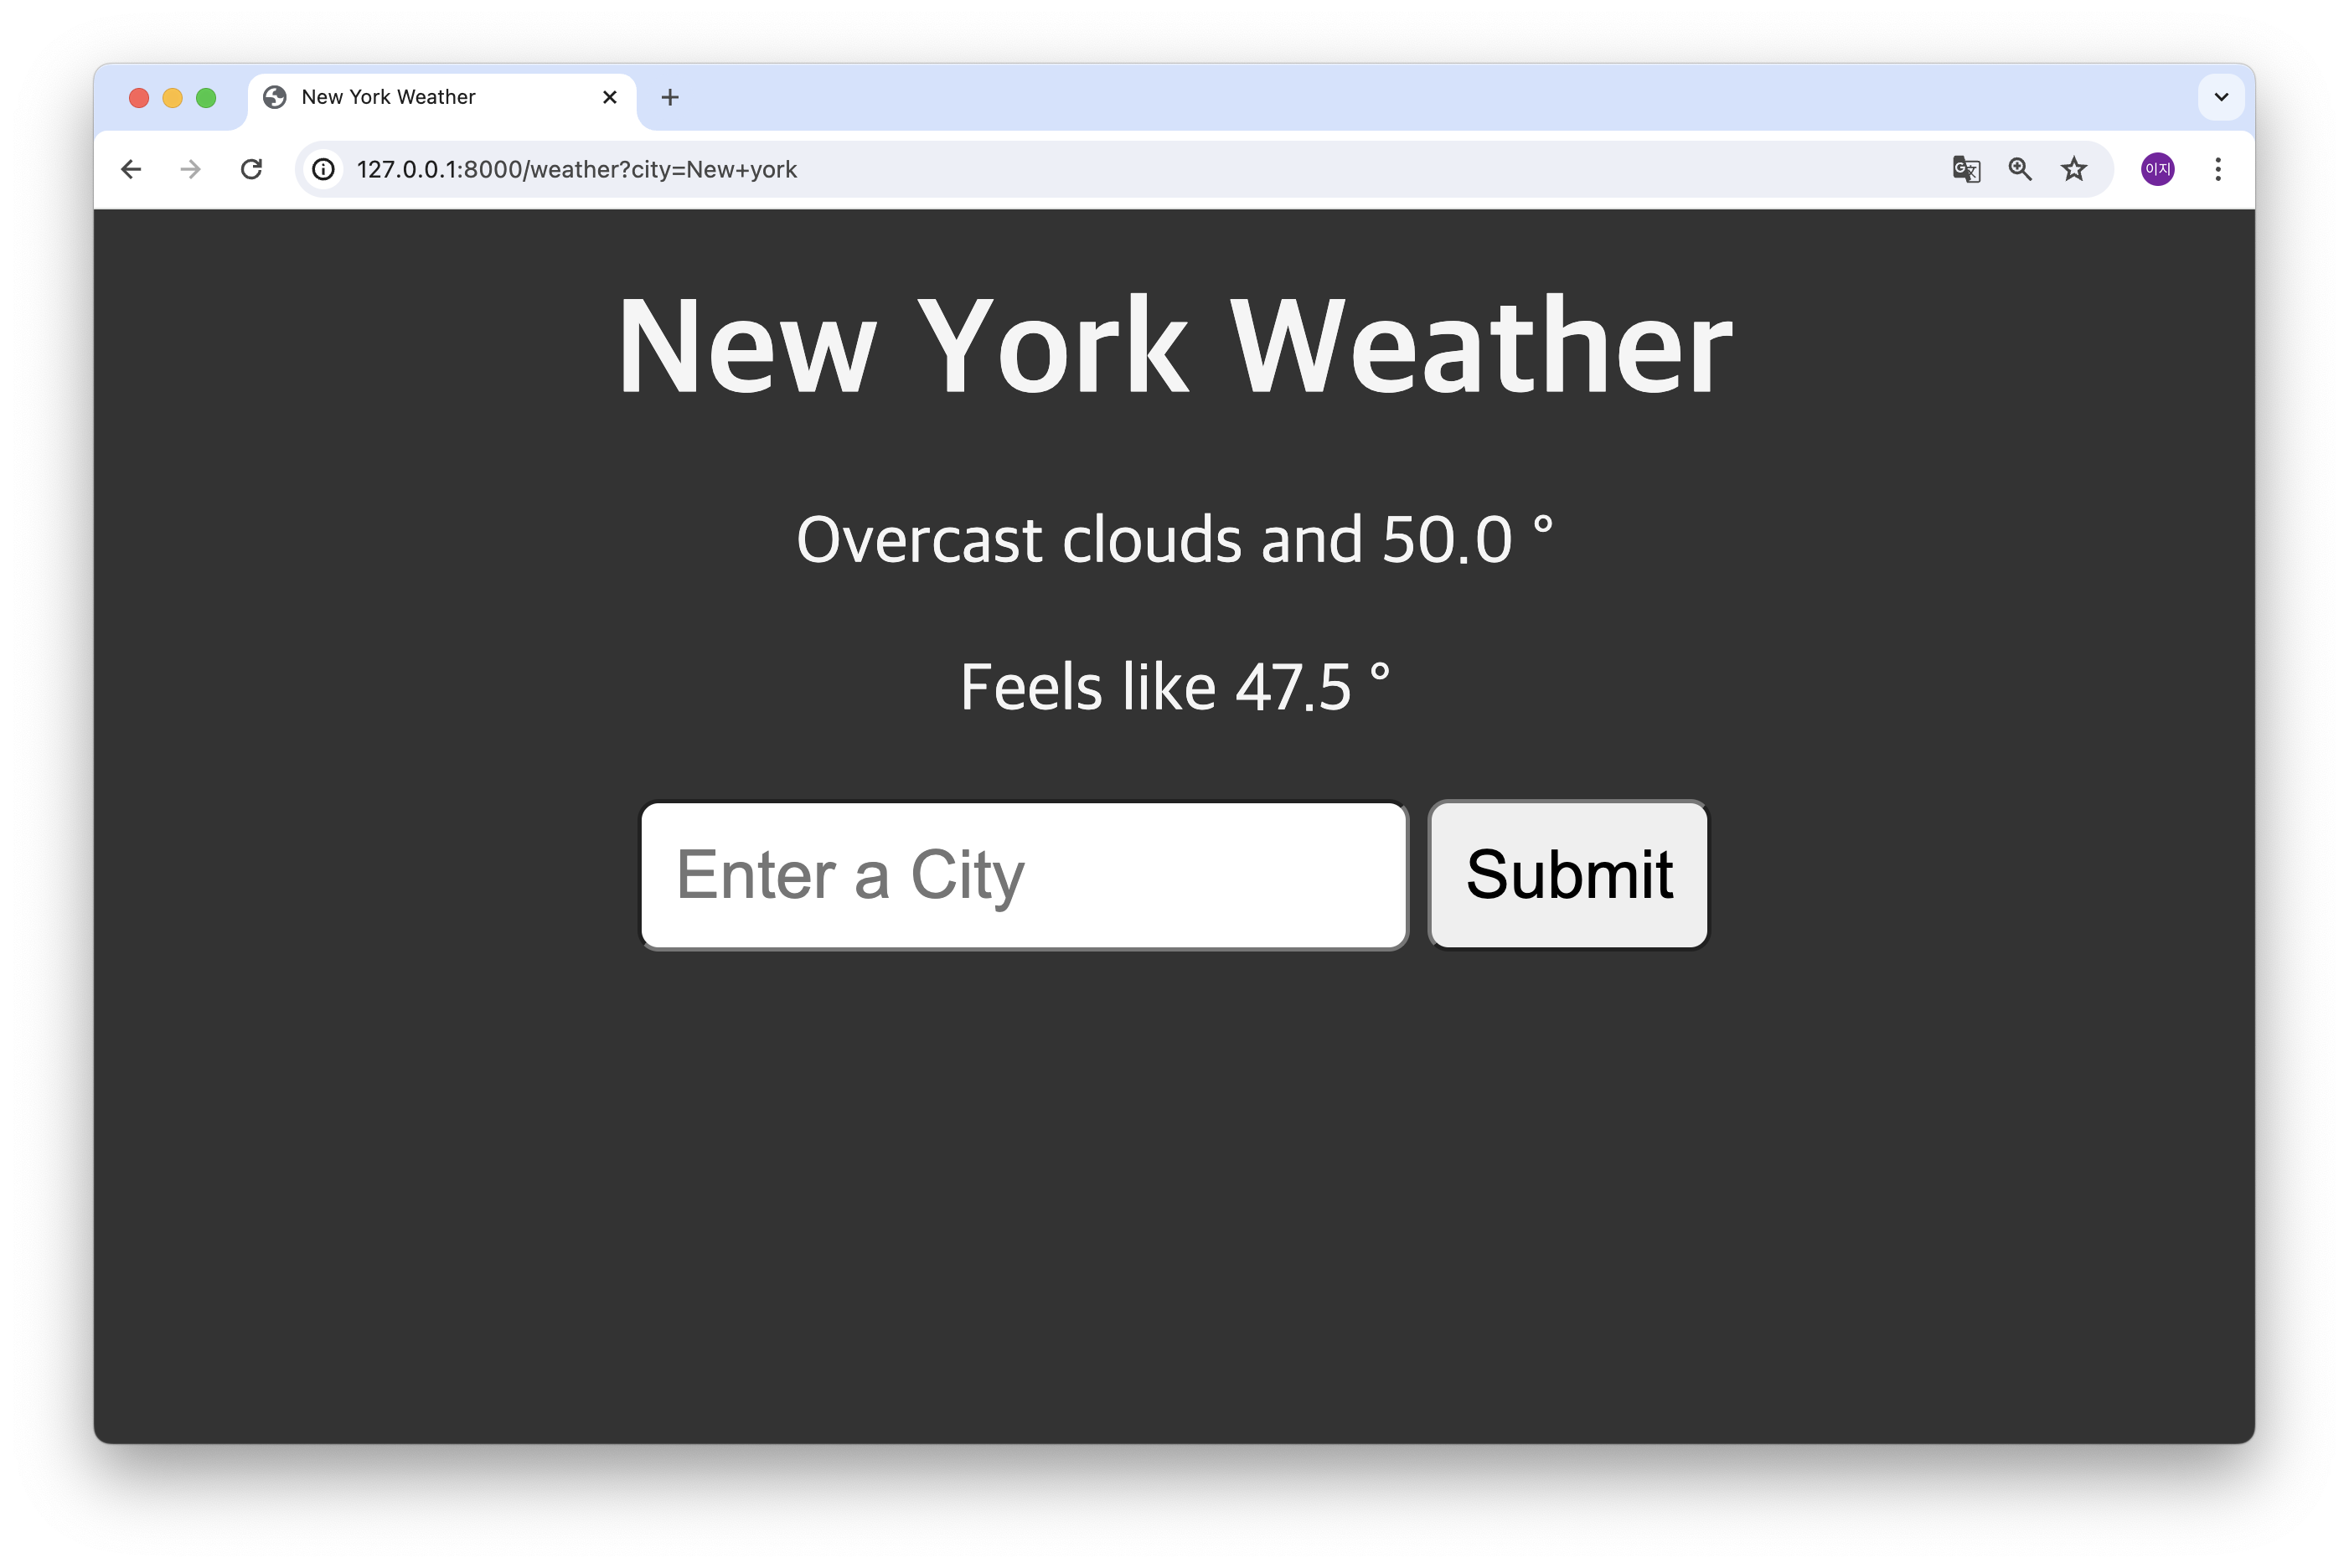 New York Weather
127.0.0.1:8000/weather?city=New+york
이지
New York Weather
Overcast clouds and 50.0 °
Feels like 47.5 °
Enter a City
Submit